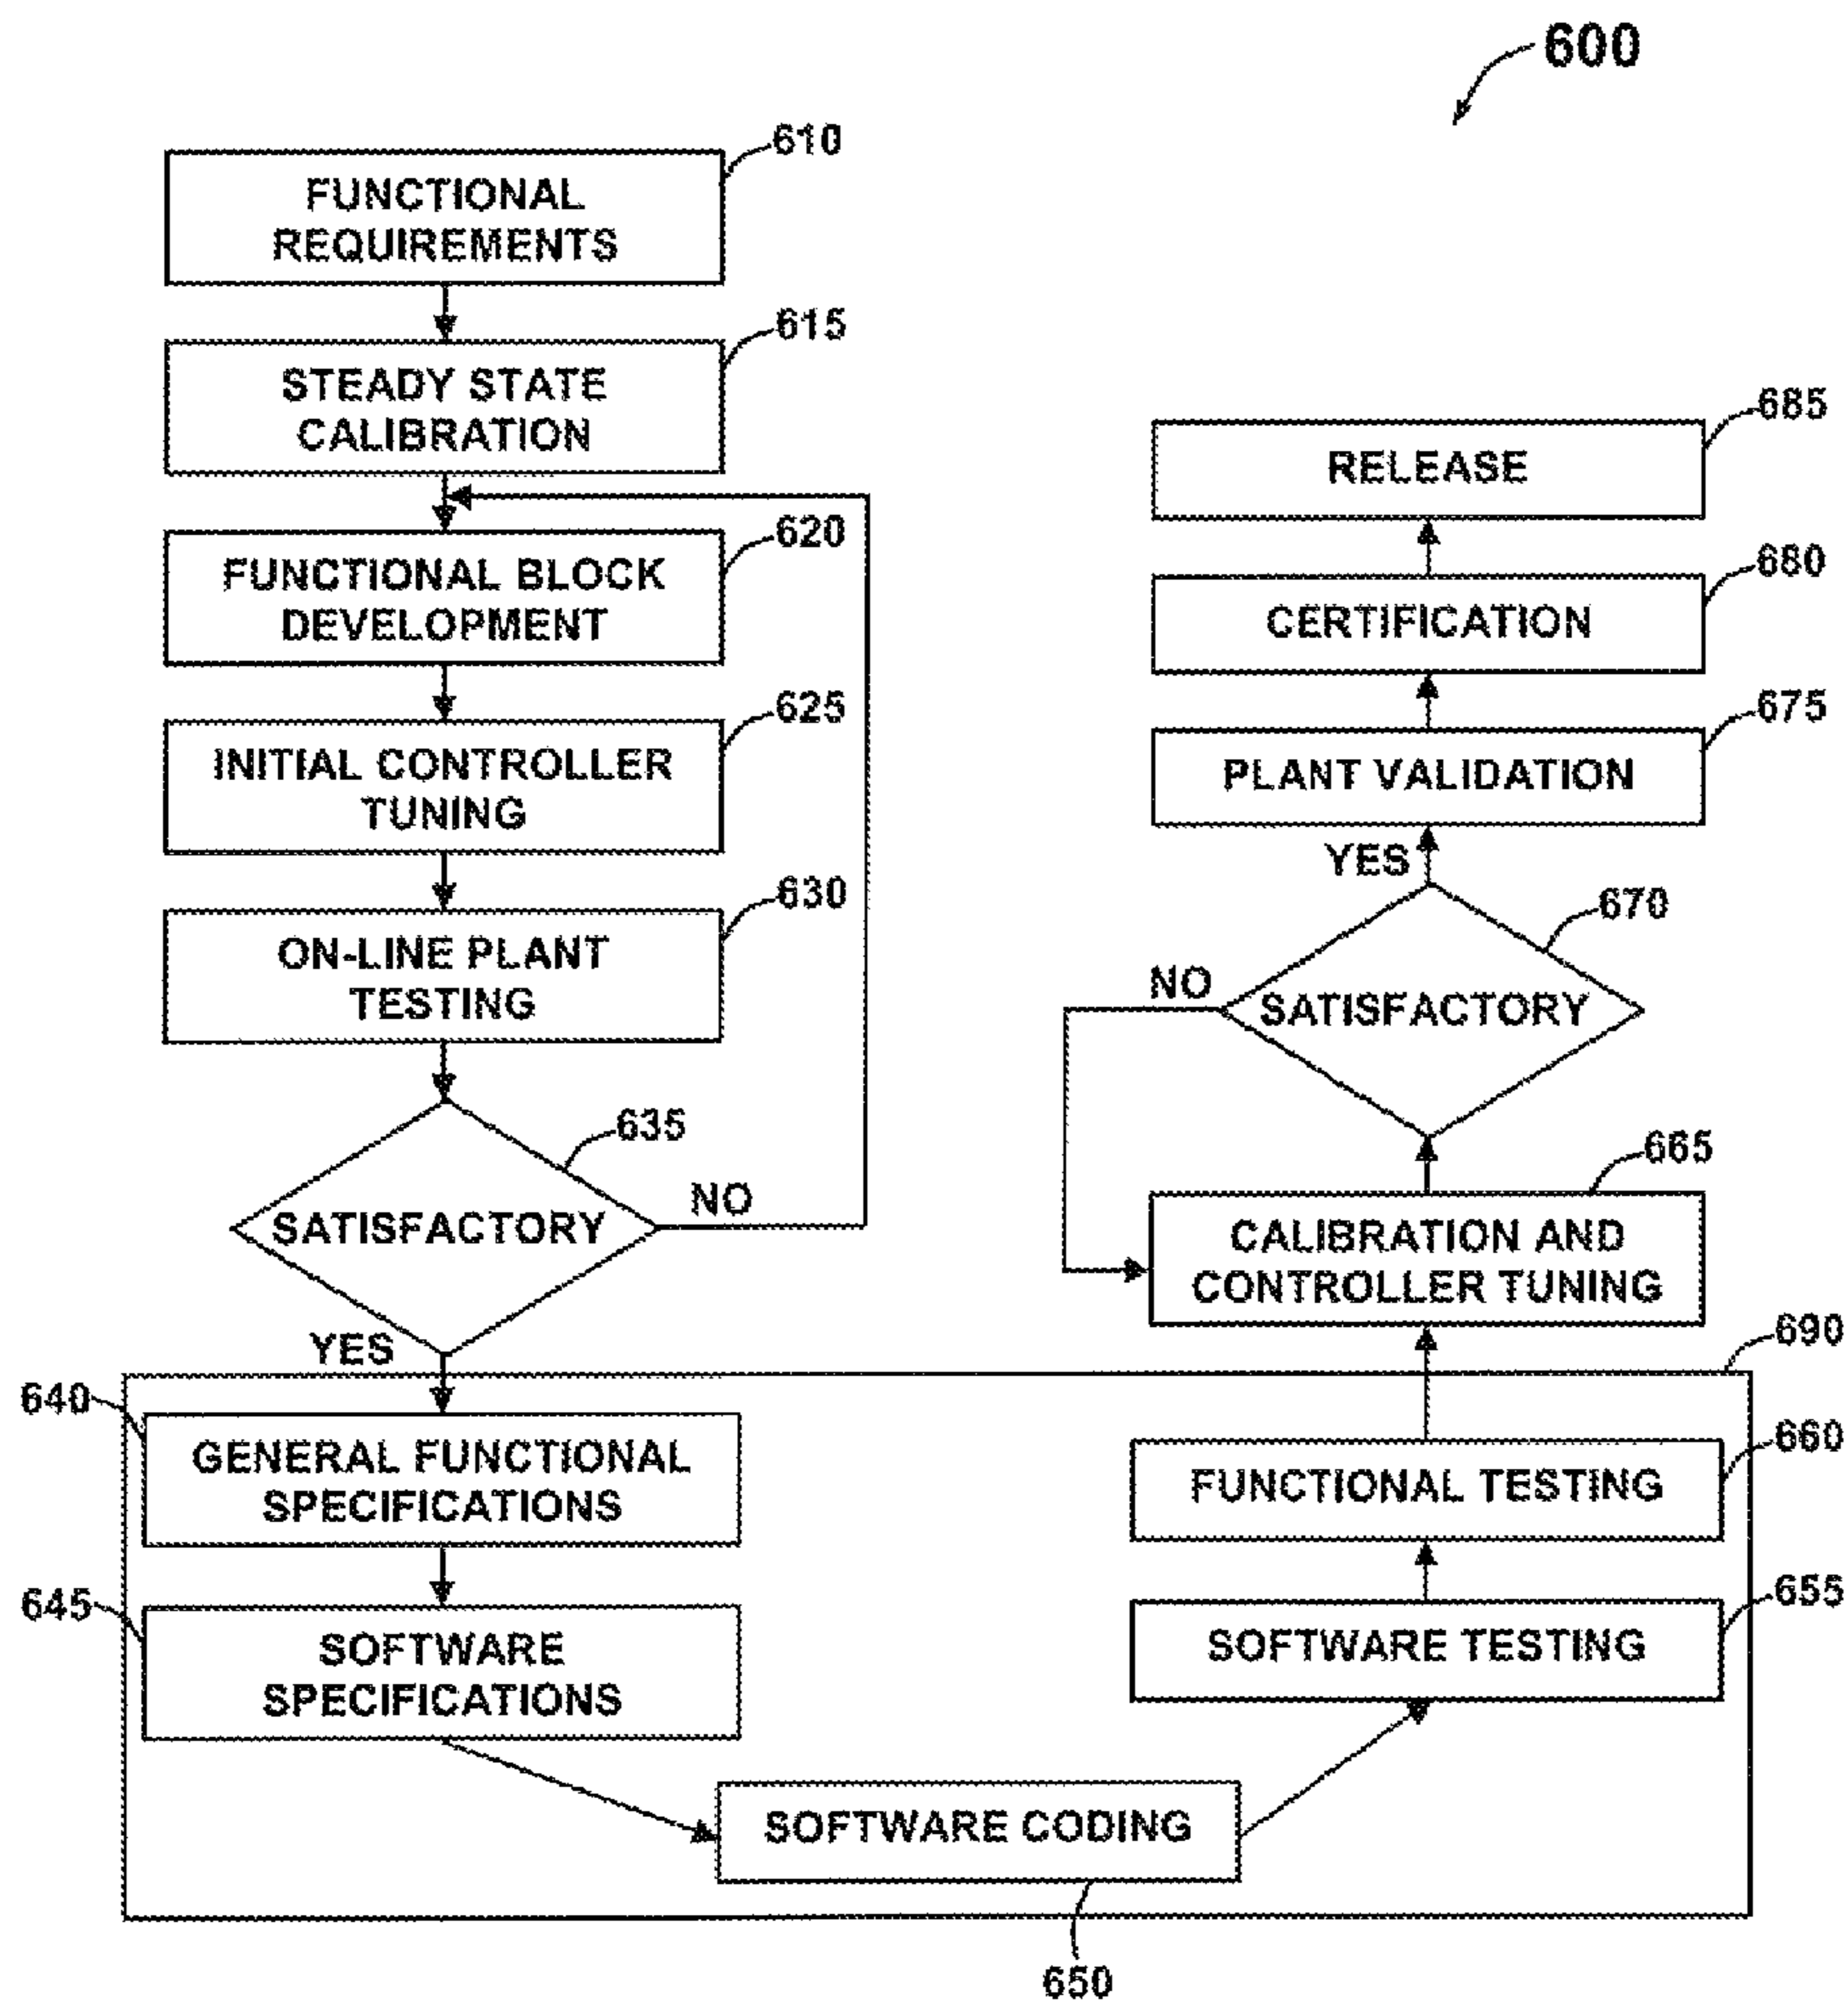 600
610
FUNCTIONAL
REQUIREMENTS
615
STEADY STATE
CALIBRATION
620
FUNCTIONAL BLOCK
DEVELOPMENT
625
INITIAL CONTROLLER
TUNING
630
ON-LINE PLANT
TESTING
635
SATISFACTORY
NO
YES
640
GENERAL FUNCTIONAL
SPECIFICATIONS
645
SOFTWARE
SPECIFICATIONS
SOFTWARE CODING
650
655
SOFTWARE TESTING
660
FUNCTIONAL TESTING
690
665
CALIBRATION AND
CONTROLLER TUNING
670
SATISFACTORY
NO
YES
675
PLANT VALIDATION
680
CERTIFICATION
685
RELEASE